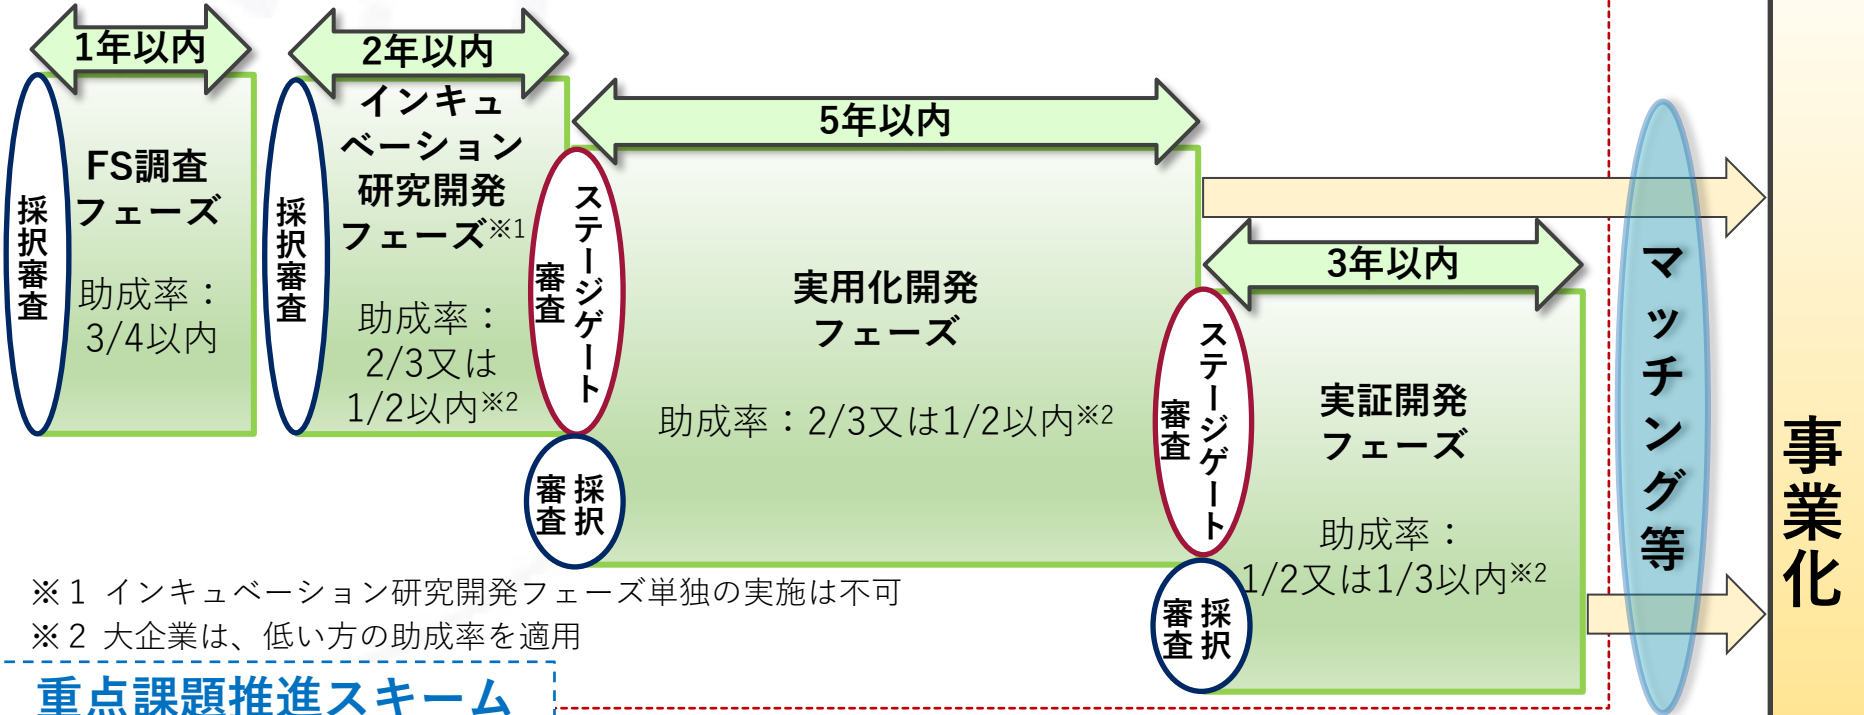 1年以内
採択審査
FS調査
フェーズ
助成率：
3/4以内
2年以内
採択審査
インキュ
ベーション
研究開発
フェーズ※1
助成率：
2/3又は
1/2以内※2
5年以内
ステージゲート
審査
採択
審査
実用化開発
フェーズ
助成率：2/3又は1/2以内※2
3年以内
ステージゲート
審査
採択
審査
実証開発
フェーズ
助成率：
1/2又は1/3以内※2
マッチング等
事業化
※１ インキュベーション研究開発フェーズ単独の実施は不可
※２ 大企業は、低い方の助成率を適用
重点課題推進スキーム